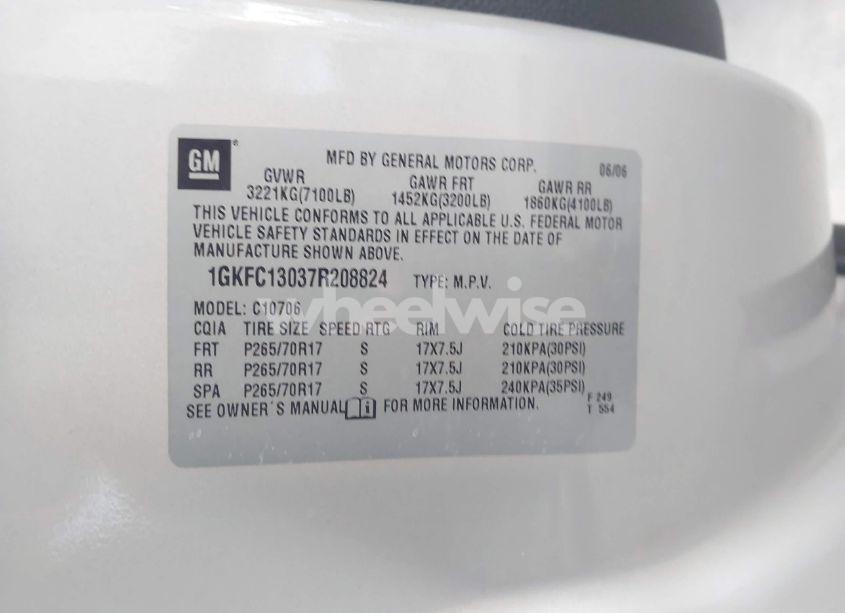 GM
MFD BY GENERAL MOTORS CORP. 06/06
GVWR GAWR FRT GAWR RR
3221KG(7100LB) 1452KG(3200LB) 1860KG(4100LB)
THIS VEHICLE CONFORMS TO ALL APPLICABLE U.S. FEDERAL MOTOR
VEHICLE SAFETY STANDARDS IN EFFECT ON THE DATE OF
MANUFACTURE SHOWN ABOVE.
1GKFC13037R208824 TYPE: M.P.V.
MODEL: C10706
wheelwise
CQIA TIRE SIZE SPEED RTG RIM COLD TIRE PRESSURE
FRT P265/70R17 S 17X7.5J 210KPA(30PSI)
RR P265/70R17 S 17X7.5J 210KPA(30PSI)
SPA P265/70R17 S 17X7.5J 240KPA(35PSI)
SEE OWNER'S MANUAL i FOR MORE INFORMATION.
F 249
T 554